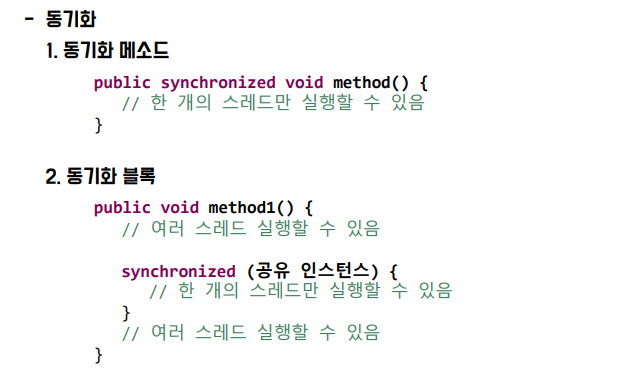 - 동기화
1. 동기화 메소드
public synchronized void method() {
// 한 개의 스레드만 실행할 수 있음
}
2. 동기화 블록
public void method1() {
// 여러 스레드 실행할 수 있음
synchronized (공유 인스턴스) {
// 한 개의 스레드만 실행할 수 있음
}
// 여러 스레드 실행할 수 있음
}